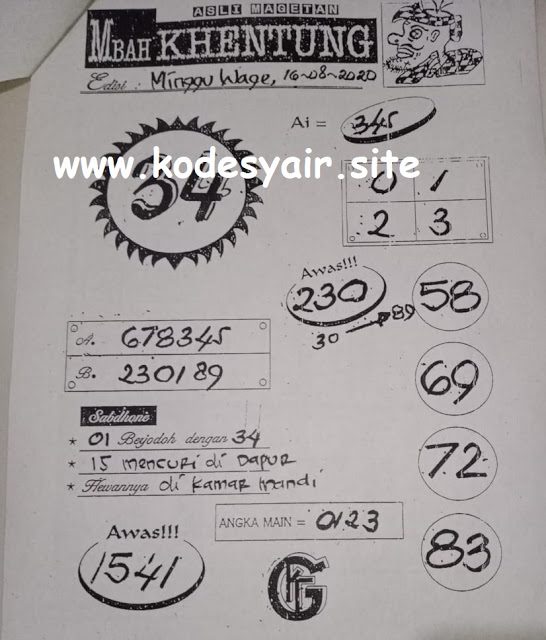 ASLI MAGETAN
MBAH KHENTUNG
Edisi : Minggu Wage, 16-08-2020
Ai = 345
www.kodesyair.site
34
0 1
2 3
Awas!!!
230
30 89
58
A. 678345
B. 230189
69
Sabdhone
* 01 Berjodoh dengan 34
* 15 mencuri di Dapur
* Hewannya di kamar mandi
72
ANGKA MAIN = 0123
Awas!!!
1541
83